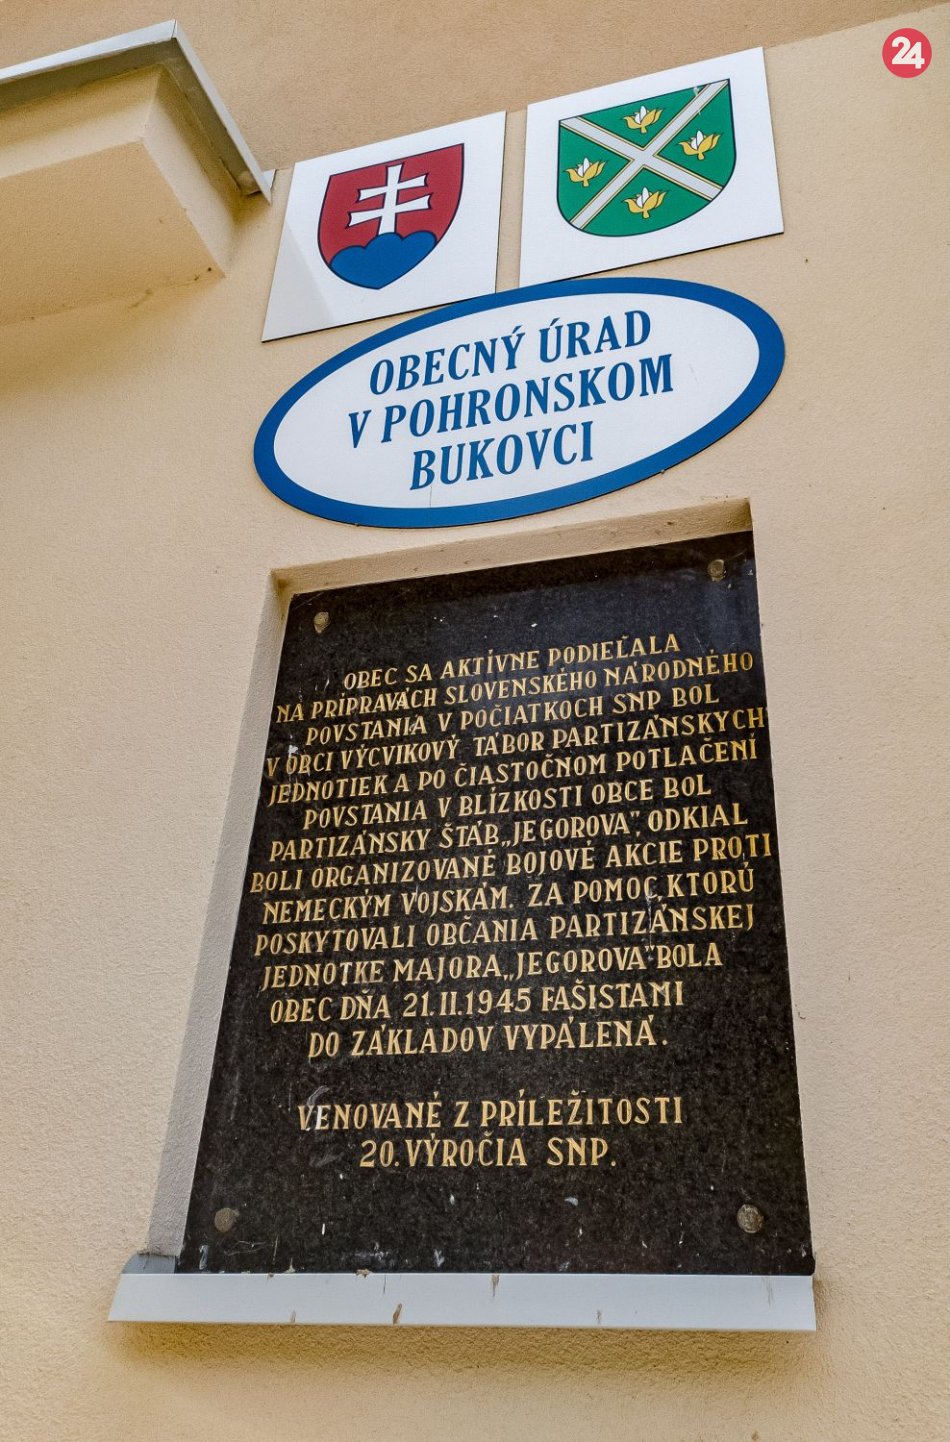 24
OBECNÝ ÚRAD
V POHRONSKOM
BUKOVCI
OBEC SA AKTÍVNE PODIEĽALA
NA PRÍPRAVÁCH SLOVENSKÉHO NÁRODNÉHO
POVSTANIA V POČIATKOCH SNP BOL
V OBCI VÝCVIKOVÝ TÁBOR PARTIZÁNSKYCH
JEDNOTIEK A PO ČIASTOČNOM POTLAČENÍ
POVSTANIA V BLÍZKOSTI OBCE BOL
PARTIZÁNSKY ŠTÁB „JEGOROVA". ODKIAL
BOLI ORGANIZOVANÉ BOJOVÉ AKCIE PROTI
NEMECKÝM VOJSKÁM. ZA POMOC, KTORÚ
POSKYTOVALI OBČANIA PARTIZÁNSKEJ
JEDNOTKE MAJORA „JEGOROVA" BOLA
OBEC DŇA 21.II.1945 FAŠISTAMI
DO ZÁKLADOV VYPÁLENÁ.
VENOVANÉ Z PRÍLEŽITOSTI
20. VÝROČIA SNP.